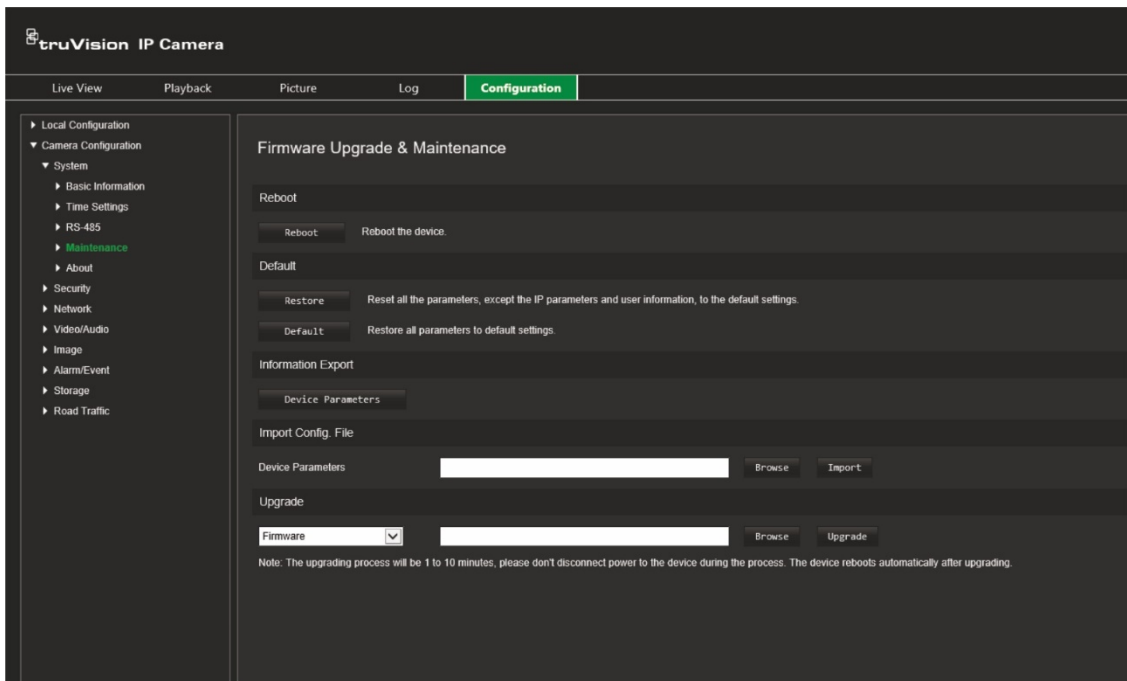 truVision IP Camera
Live View Playback Picture Log Configuration
Local Configuration
Camera Configuration
System
Basic Information
Time Settings
RS-485
Maintenance
About
Security
Network
Video/Audio
Image
Alarm/Event
Storage
Road Traffic
Firmware Upgrade & Maintenance
Reboot
Reboot Reboot the device.
Default
Restore Reset all the parameters, except the IP parameters and user information, to the default settings.
Default Restore all parameters to default settings.
Information Export
Device Parameters
Import Config. File
Device Parameters Browse Import
Upgrade
Firmware Browse Upgrade
Note: The upgrading process will be 1 to 10 minutes, please don't disconnect power to the device during the process. The device reboots automatically after upgrading.